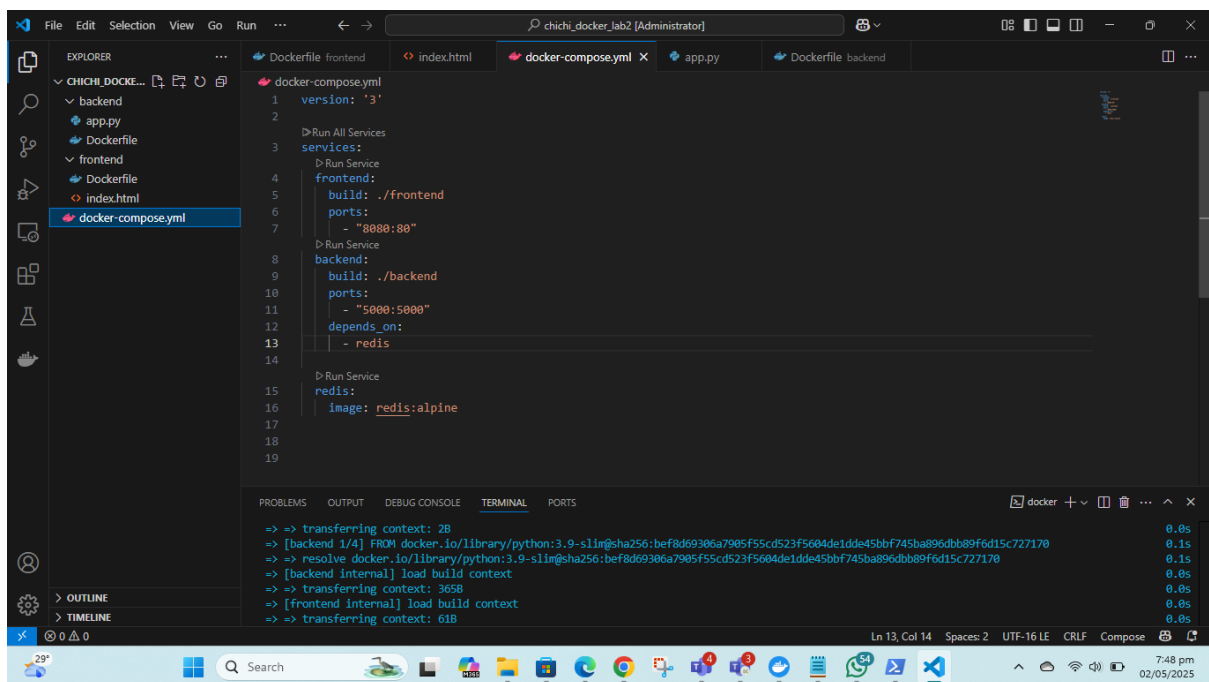 File Edit Selection View Go Run ··· chichi_docker_lab2 [Administrator]
EXPLORER ···
CHICHI_DOCKE...
backend
app.py
Dockerfile
frontend
Dockerfile
index.html
docker-compose.yml
OUTLINE
TIMELINE
Dockerfile frontend index.html docker-compose.yml app.py Dockerfile backend ···
docker-compose.yml
1 version: '3'
2
Run All Services
3 services:
Run Service
4 frontend:
5 build: ./frontend
6 ports:
7 - "8080:80"
Run Service
8 backend:
9 build: ./backend
10 ports:
11 - "5000:5000"
12 depends_on:
13 - redis
14
Run Service
15 redis:
16 image: redis:alpine
17
18
19
PROBLEMS OUTPUT DEBUG CONSOLE TERMINAL PORTS docker ···
=> => transferring context: 2B 0.0s
=> [backend 1/4] FROM docker.io/library/python:3.9-slim@sha256:bef8d69306a7905f55cd523f5604de1dde45bbf745ba896dbb89f6d15c727170 0.1s
=> => resolve docker.io/library/python:3.9-slim@sha256:bef8d69306a7905f55cd523f5604de1dde45bbf745ba896dbb89f6d15c727170 0.1s
=> [backend internal] load build context 0.0s
=> => transferring context: 365B 0.0s
=> [frontend internal] load build context 0.0s
=> => transferring context: 61B 0.0s
0 0 Ln 13, Col 14 Spaces: 2 UTF-16 LE CRLF Compose
29° Search M365 4 3 54 7:48 pm
02/05/2025